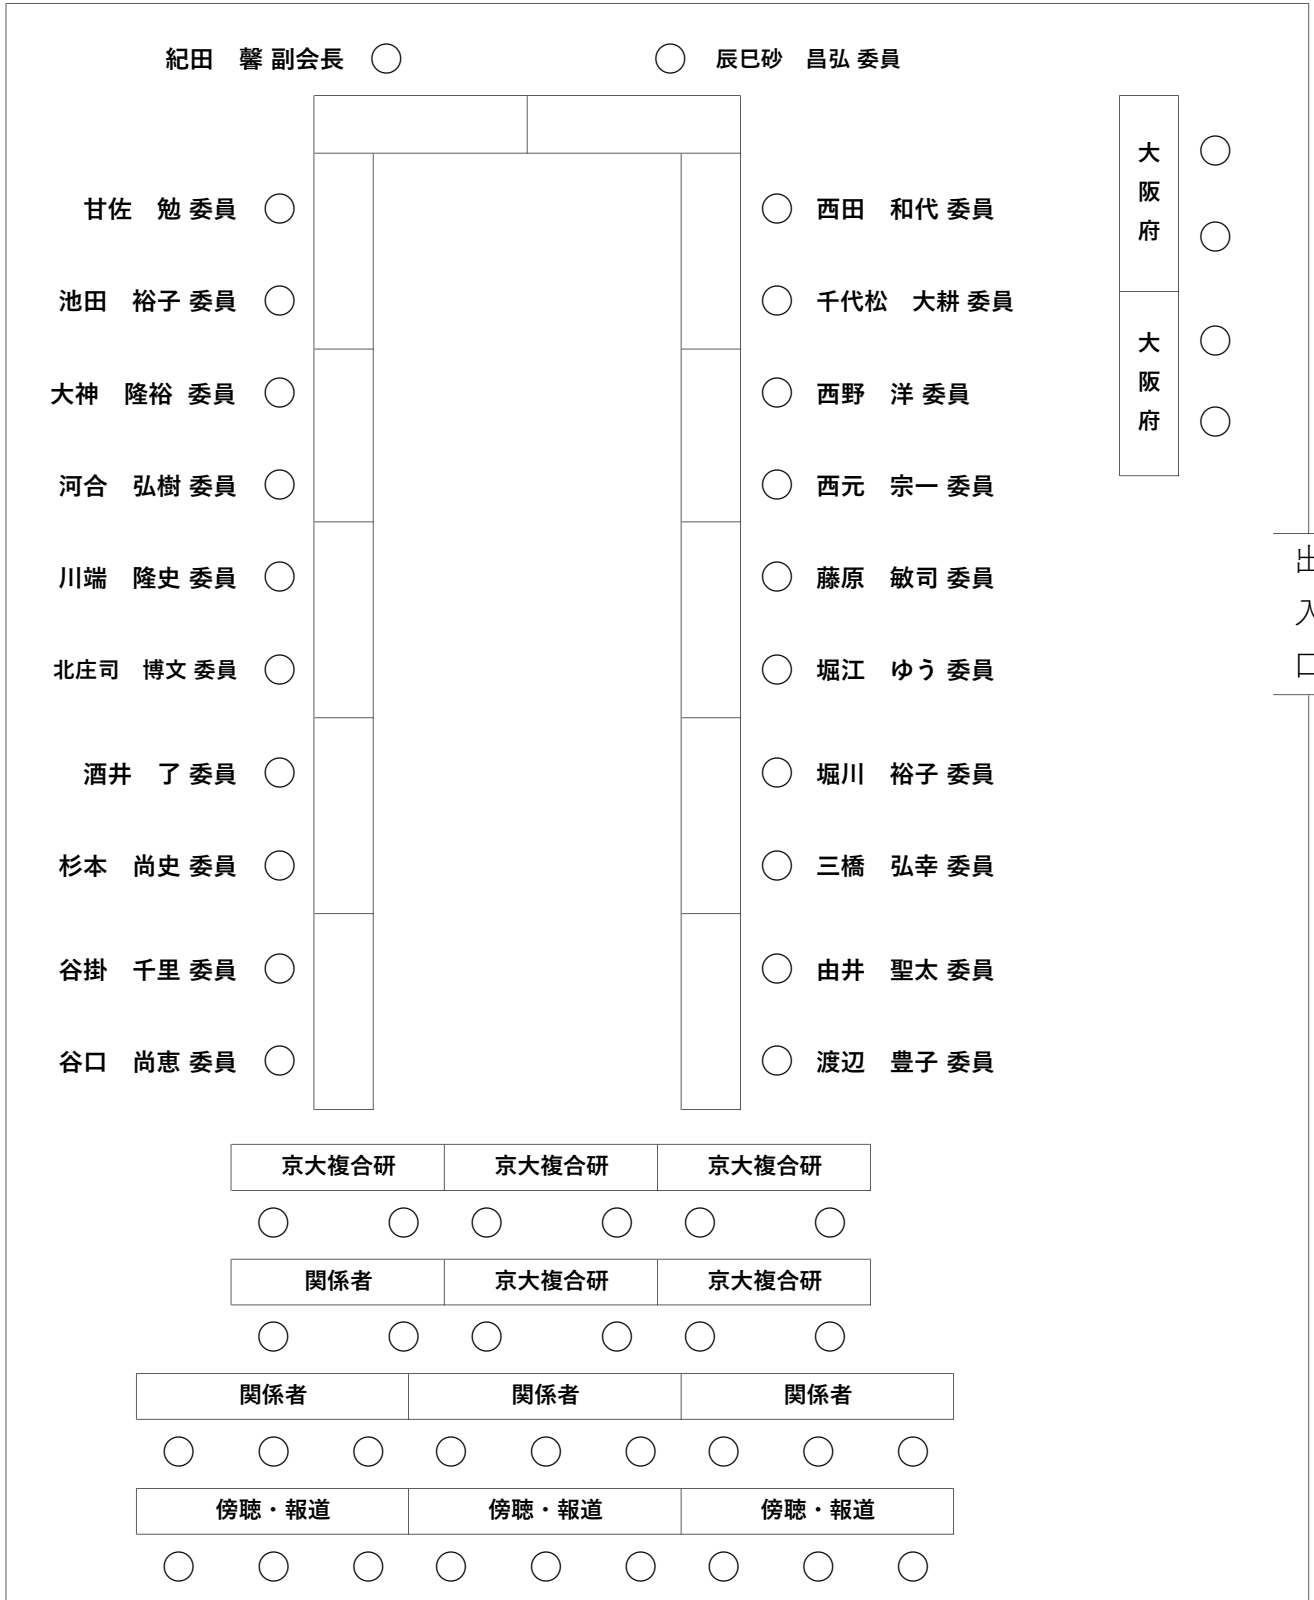 紀田　馨 副会長
辰巳砂　昌弘 委員
甘佐　勉 委員
西田　和代 委員
池田　裕子 委員
千代松　大耕 委員
大神　隆裕 委員
西野　洋 委員
河合　弘樹 委員
西元　宗一 委員
川端　隆史 委員
藤原　敏司 委員
北庄司　博文 委員
堀江　ゆう 委員
酒井　了 委員
堀川　裕子 委員
杉本　尚史 委員
三橋　弘幸 委員
谷掛　千里 委員
由井　聖太 委員
谷口　尚恵 委員
渡辺　豊子 委員
大阪府
大阪府
出入口
京大複合研 京大複合研 京大複合研
関係者 京大複合研 京大複合研
関係者 関係者 関係者
傍聴・報道 傍聴・報道 傍聴・報道